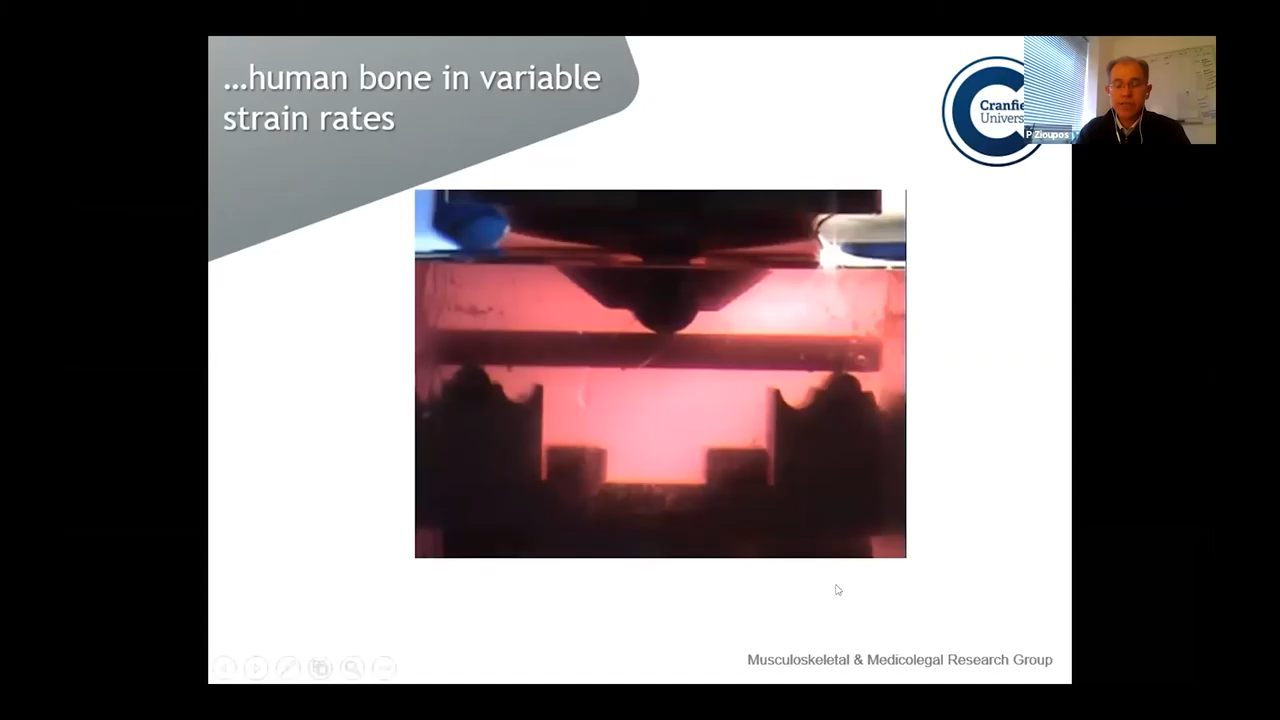 ...human bone in variable
strain rates
Cranfie
Univers
P Zioupos
Musculoskeletal & Medicolegal Research Group